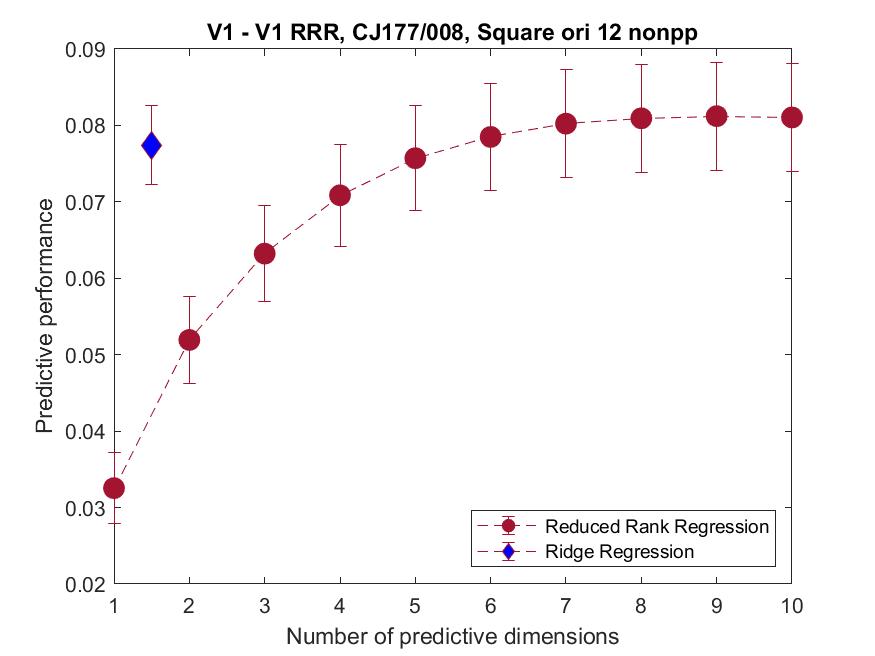 V1 - V1 RRR, CJ177/008, Square ori 12 nonpp
0.09
0.08
0.07
0.06
0.05
0.04
0.03
0.02
Predictive performance
1 2 3 4 5 6 7 8 9 10
Number of predictive dimensions
Reduced Rank Regression
Ridge Regression